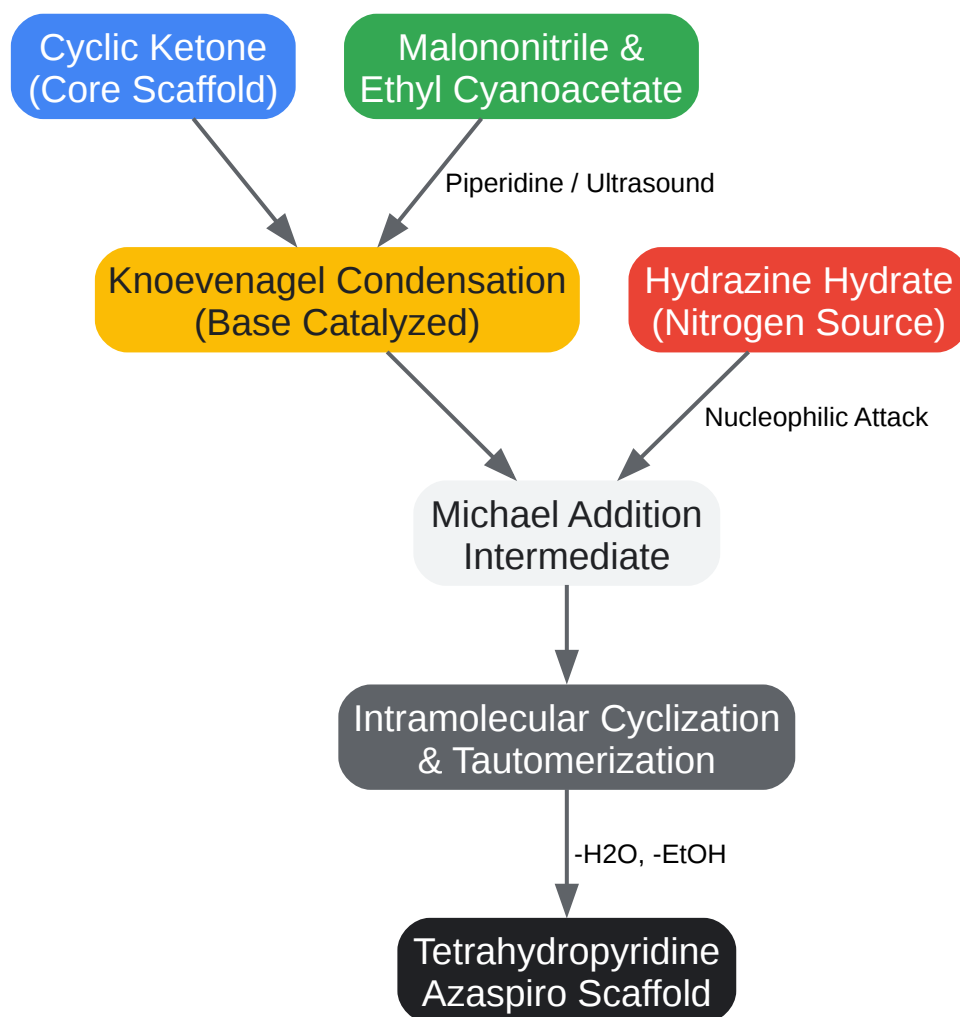 Cyclic Ketone
(Core Scaffold)
Malononitrile &
Ethyl Cyanoacetate
Piperidine / Ultrasound
Knoevenagel Condensation
(Base Catalyzed)
Hydrazine Hydrate
(Nitrogen Source)
Nucleophilic Attack
Michael Addition
Intermediate
Intramolecular Cyclization
& Tautomerization
-H2O, -EtOH
Tetrahydropyridine
Azaspiro Scaffold